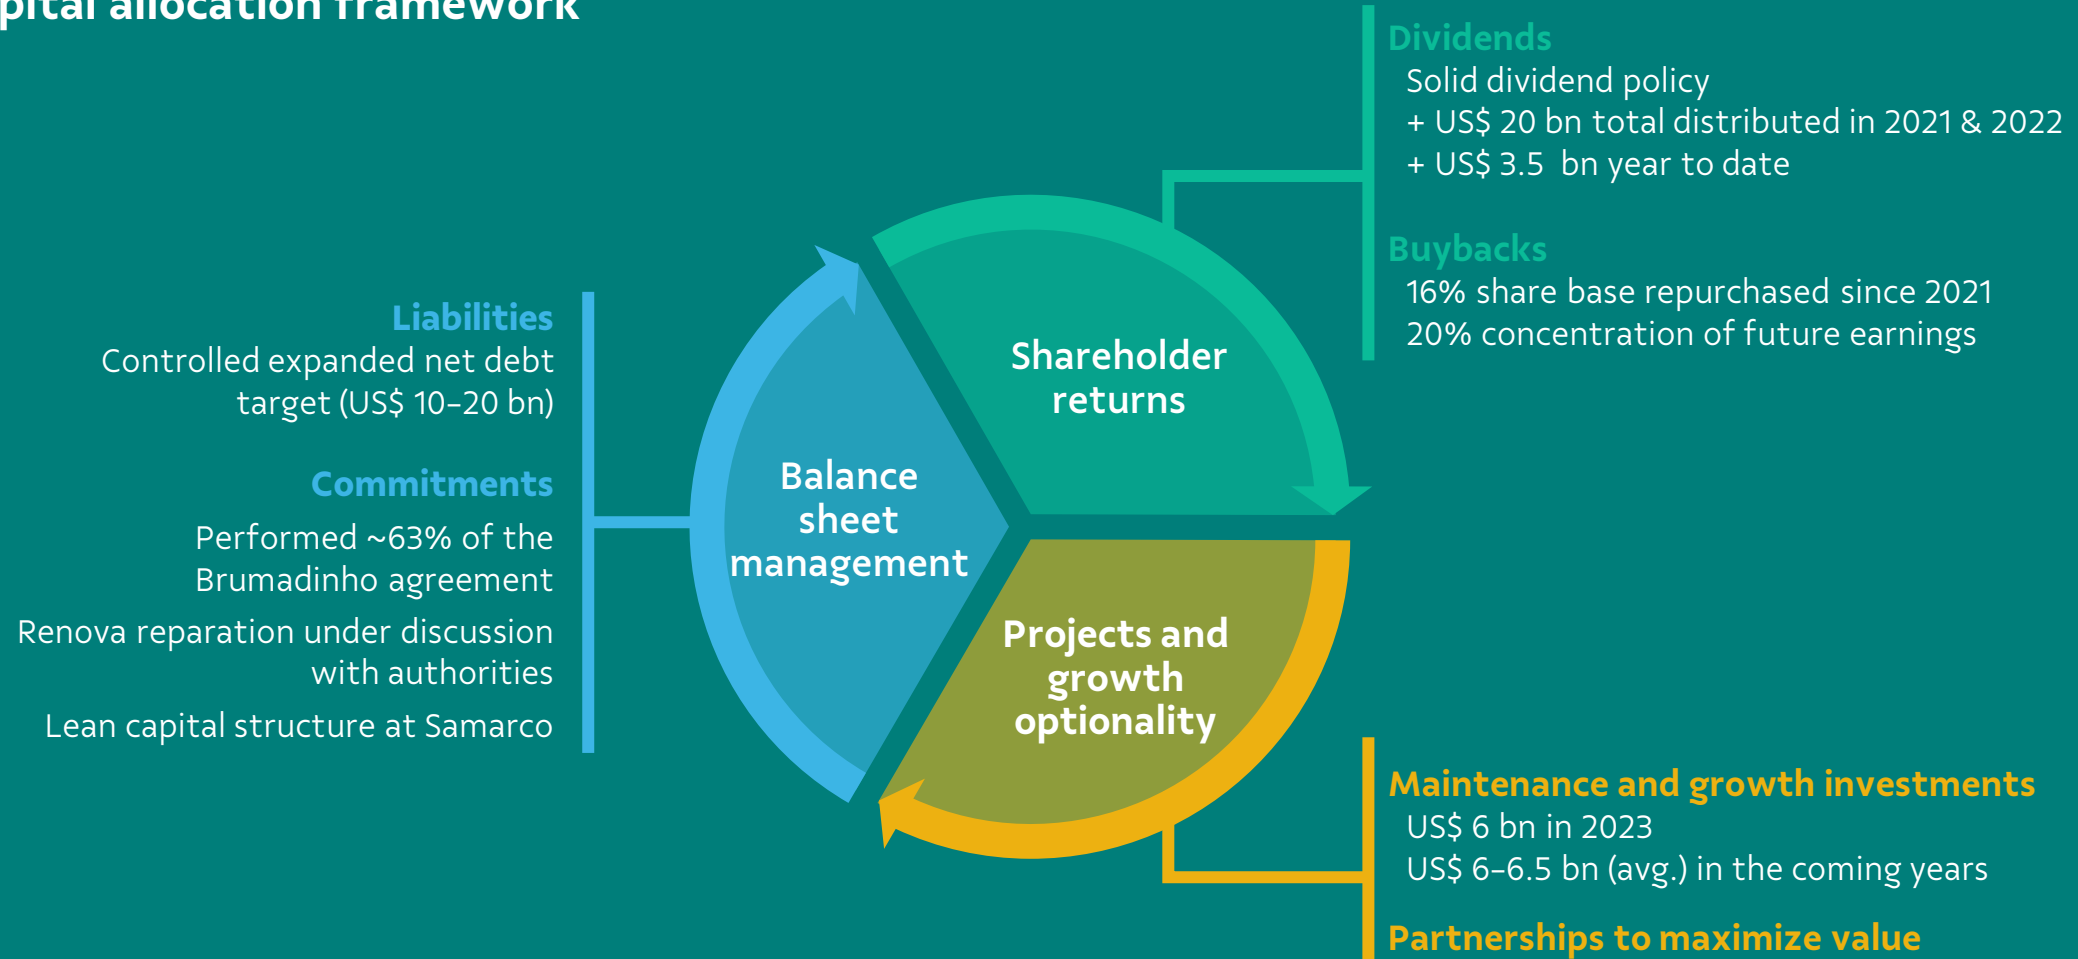 pital allocation framework
Dividends
Solid dividend policy
+ US$ 20 bn total distributed in 2021 & 2022
+ US$ 3.5 bn year to date
Buybacks
16% share base repurchased since 2021
20% concentration of future earnings
Shareholder
returns
Liabilities
Controlled expanded net debt
target (US$ 10–20 bn)
Commitments
Performed ~63% of the
Brumadinho agreement
Renova reparation under discussion
with authorities
Lean capital structure at Samarco
Balance
sheet
management
Projects and
growth
optionality
Maintenance and growth investments
US$ 6 bn in 2023
US$ 6–6.5 bn (avg.) in the coming years
Partnerships to maximize value